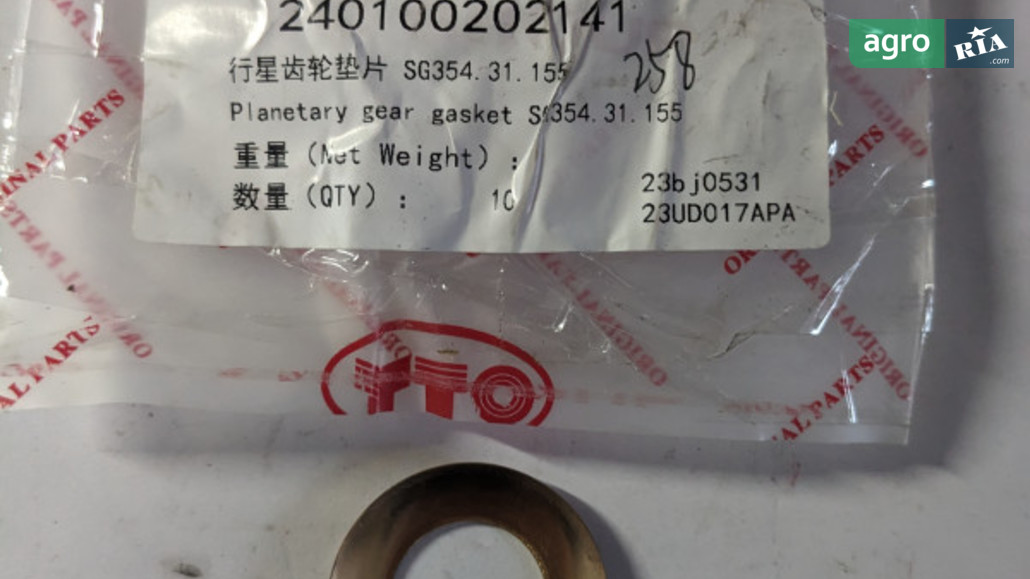 240100202141
行星齿轮垫片 SG354.31.155
258
Planetary gear gasket SG354.31.155
重量 (Net Weight) :
数量 (QTY) : 10
23bj0531
23UD017APA
YTO
ORIGINAL PARTS
agro RIA .com